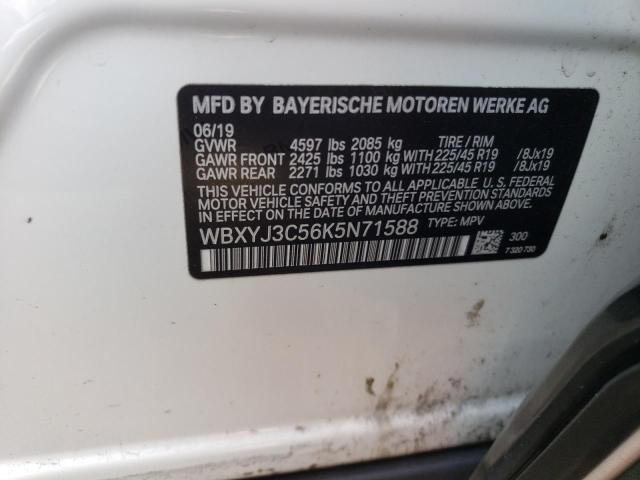 MFD BY BAYERISCHE MOTOREN WERKE AG
06/19
GVWR 4597 lbs 2085 kg TIRE / RIM
GAWR FRONT 2425 lbs 1100 kg WITH 225/45 R19 /8Jx19
GAWR REAR 2271 lbs 1030 kg WITH 225/45 R19 /8Jx19
THIS VEHICLE CONFORMS TO ALL APPLICABLE U. S. FEDERAL
MOTOR VEHICLE SAFETY AND THEFT PREVENTION STANDARDS
IN EFFECT ON THE DATE OF MANUFACTURE SHOWN ABOVE.
WBXYJ3C56K5N71588 TYPE: MPV
300
7 320 730